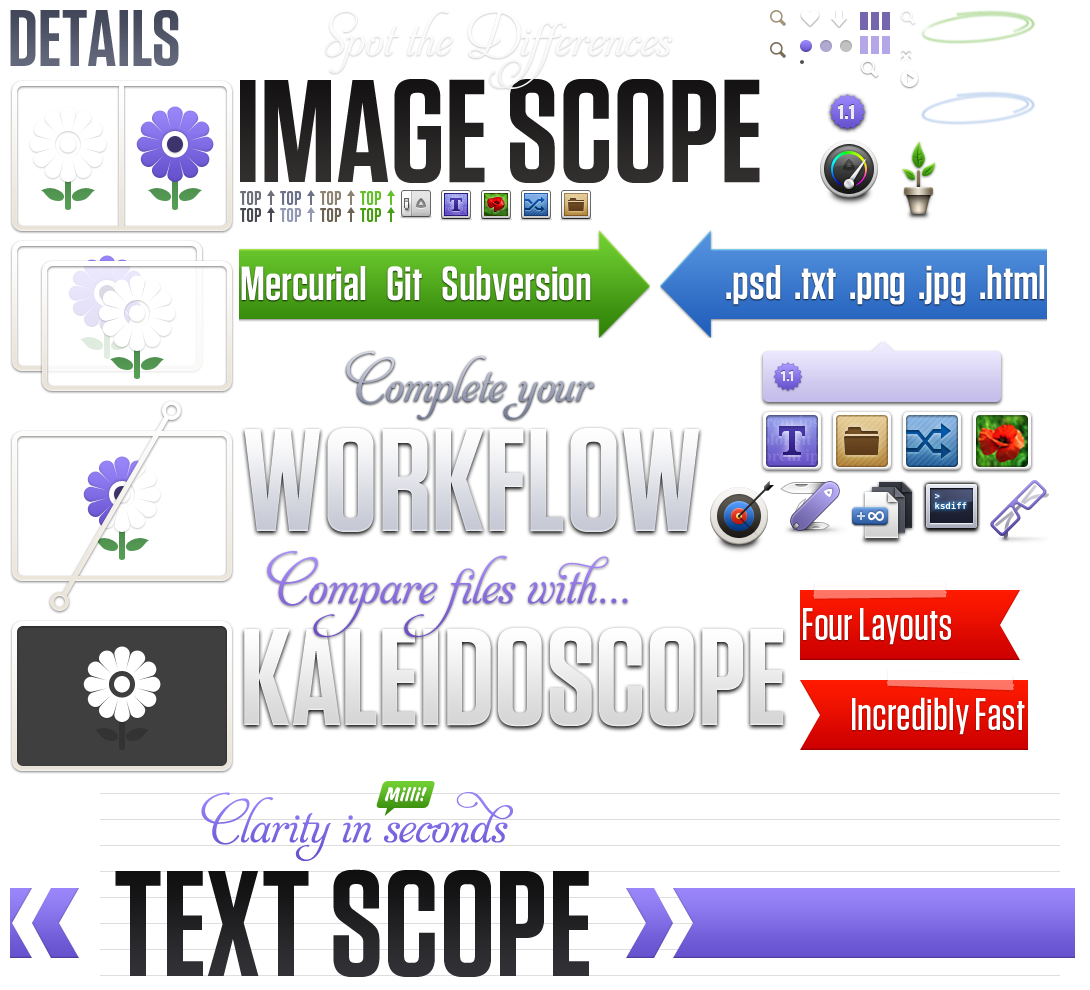 DETAILS
Spot the Differences
IMAGE SCOPE
1.1
TOP TOP TOP TOP
TOP TOP TOP TOP
T
Mercurial Git Subversion
.psd .txt .png .jpg .html
Complete your
1.1
WORKFLOW
T
+∞
>
ksdiff
Compare files with...
KALEIDOSCOPE
Four Layouts
Incredibly Fast
Milli!
Clarity in seconds
TEXT SCOPE